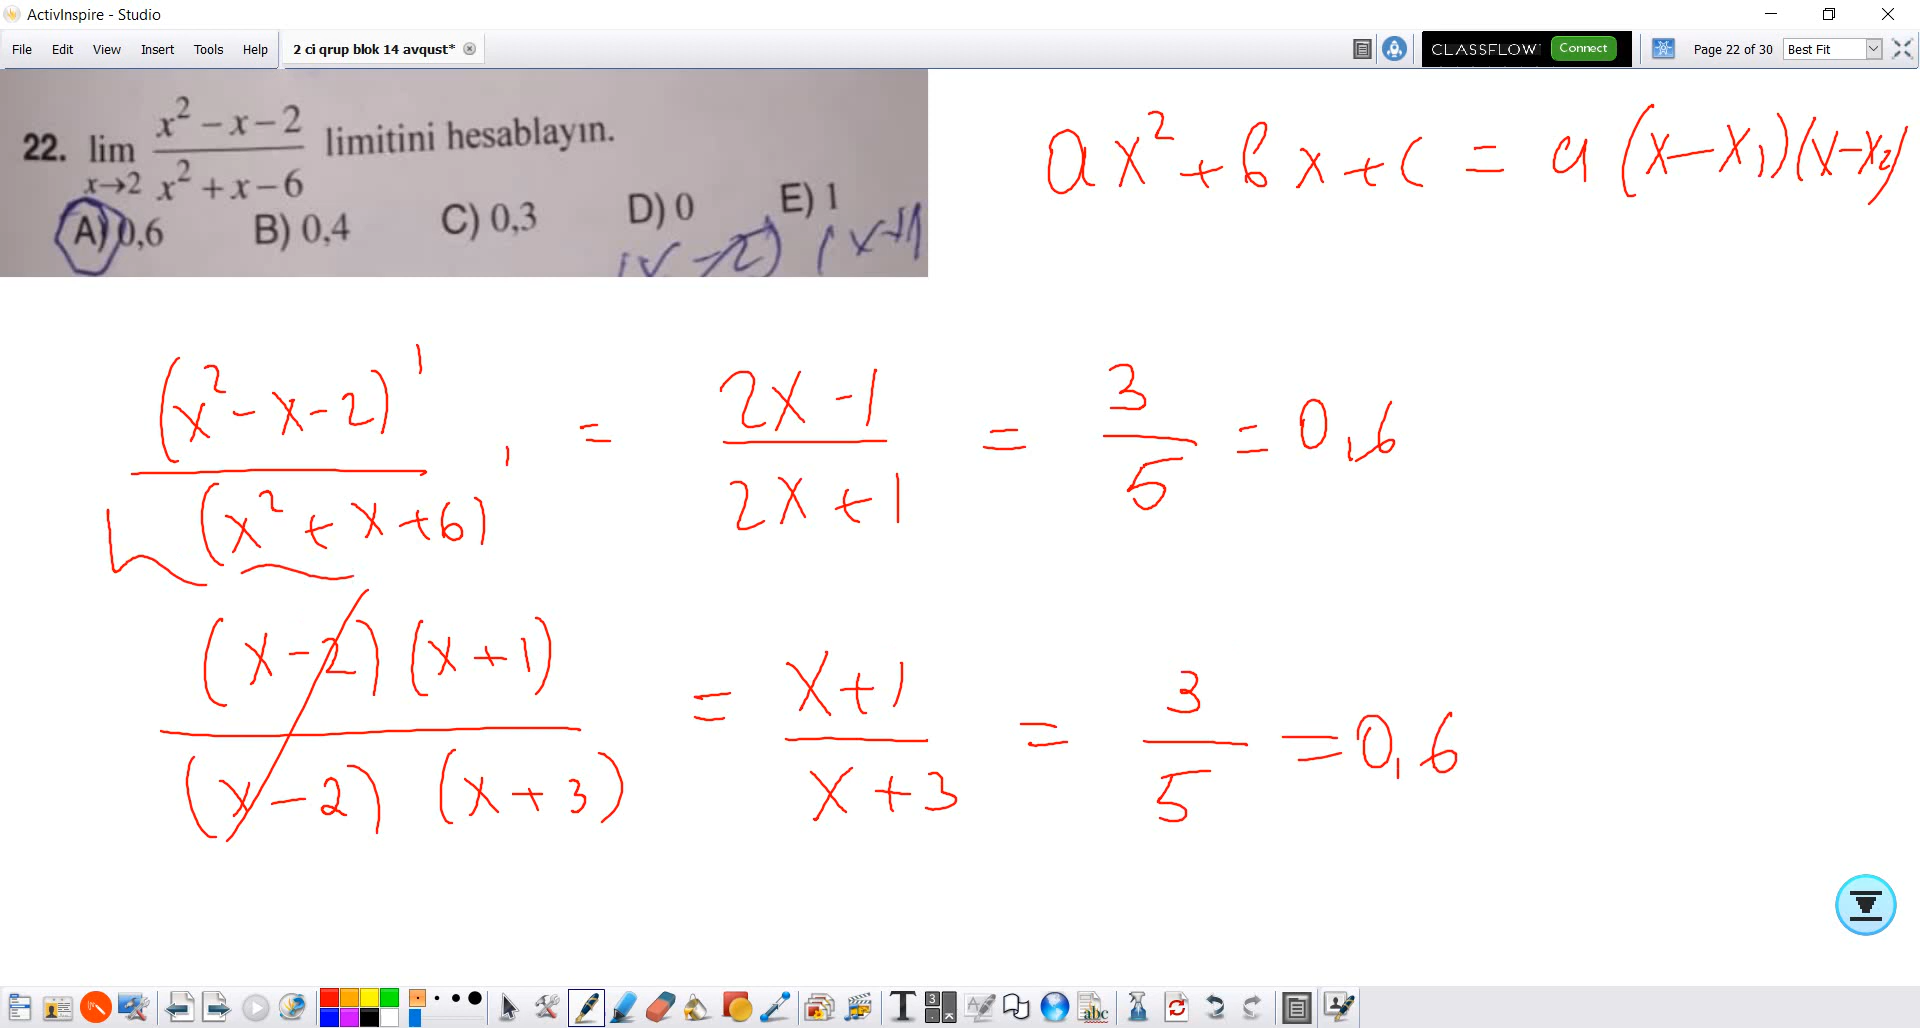 ActivInspire - Studio
File Edit View Insert Tools Help 2 ci qrup blok 14 avqust* CLASSFLOW Connect Page 22 of 30 Best Fit
22. lim x→2 (x² – x – 2)/(x² + x – 6) limitini hesablayın.
A) 0,6 B) 0,4 C) 0,3 D) 0 E) 1
(x – 2) (x+1
ax² + bx + c = a(x – x₁)(x – x₂)
(x² – x – 2)' / (x² + x + 6)' = (2x – 1)/(2x + 1) = 3/5 = 0,6
(x – 2)(x + 1) / (x – 2)(x + 3) = (x + 1)/(x + 3) = 3/5 = 0,6